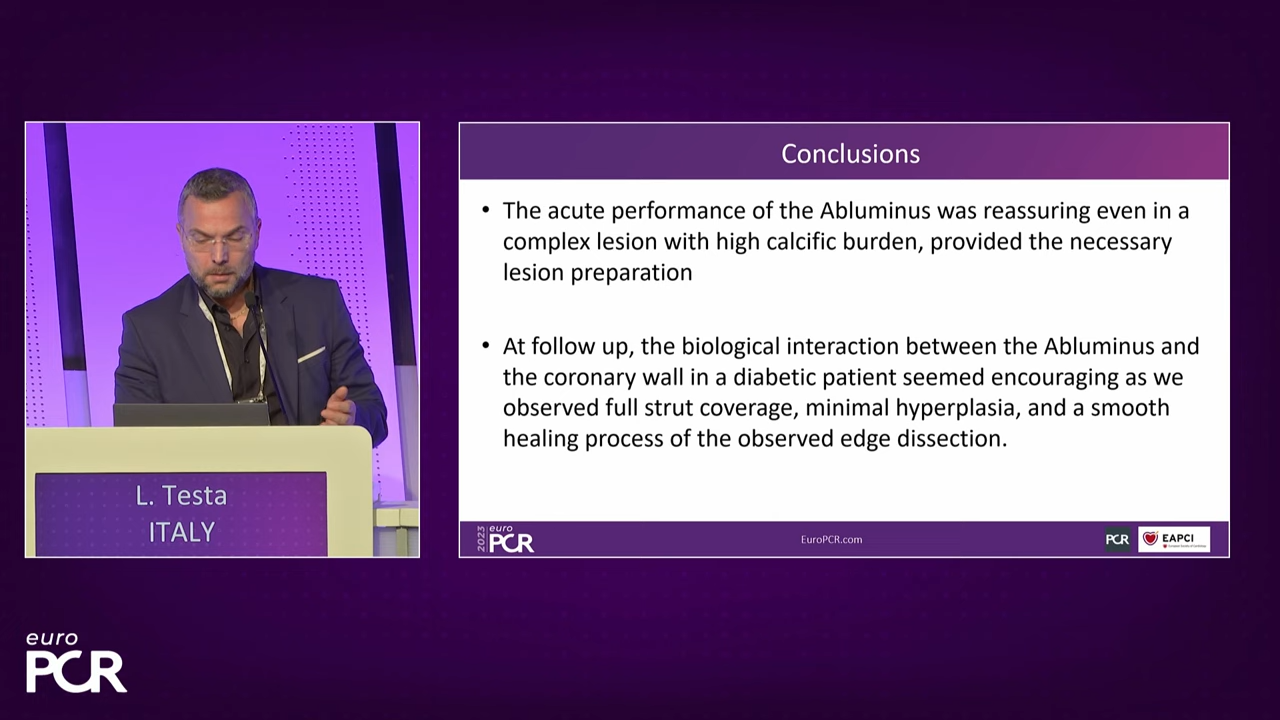 L. Testa
ITALY
Conclusions
• The acute performance of the Abluminus was reassuring even in a
complex lesion with high calcific burden, provided the necessary
lesion preparation
• At follow up, the biological interaction between the Abluminus and
the coronary wall in a diabetic patient seemed encouraging as we
observed full strut coverage, minimal hyperplasia, and a smooth
healing process of the observed edge dissection.
2023 euro
PCR
EuroPCR.com
PCR
EAPCI
euro
PCR